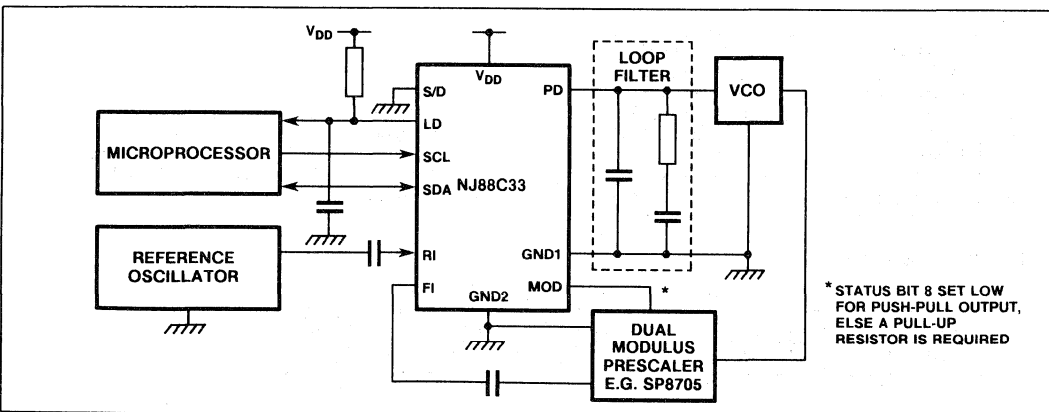 VDD
VDD
S/D
LD
SCL
SDA
NJ88C33
RI
FI
GND2
PD
GND1
MOD
MICROPROCESSOR
REFERENCE
OSCILLATOR
LOOP
FILTER
VCO
*
DUAL
MODULUS
PRESCALER
E.G. SP8705
* STATUS BIT 8 SET LOW
FOR PUSH-PULL OUTPUT,
ELSE A PULL-UP
RESISTOR IS REQUIRED